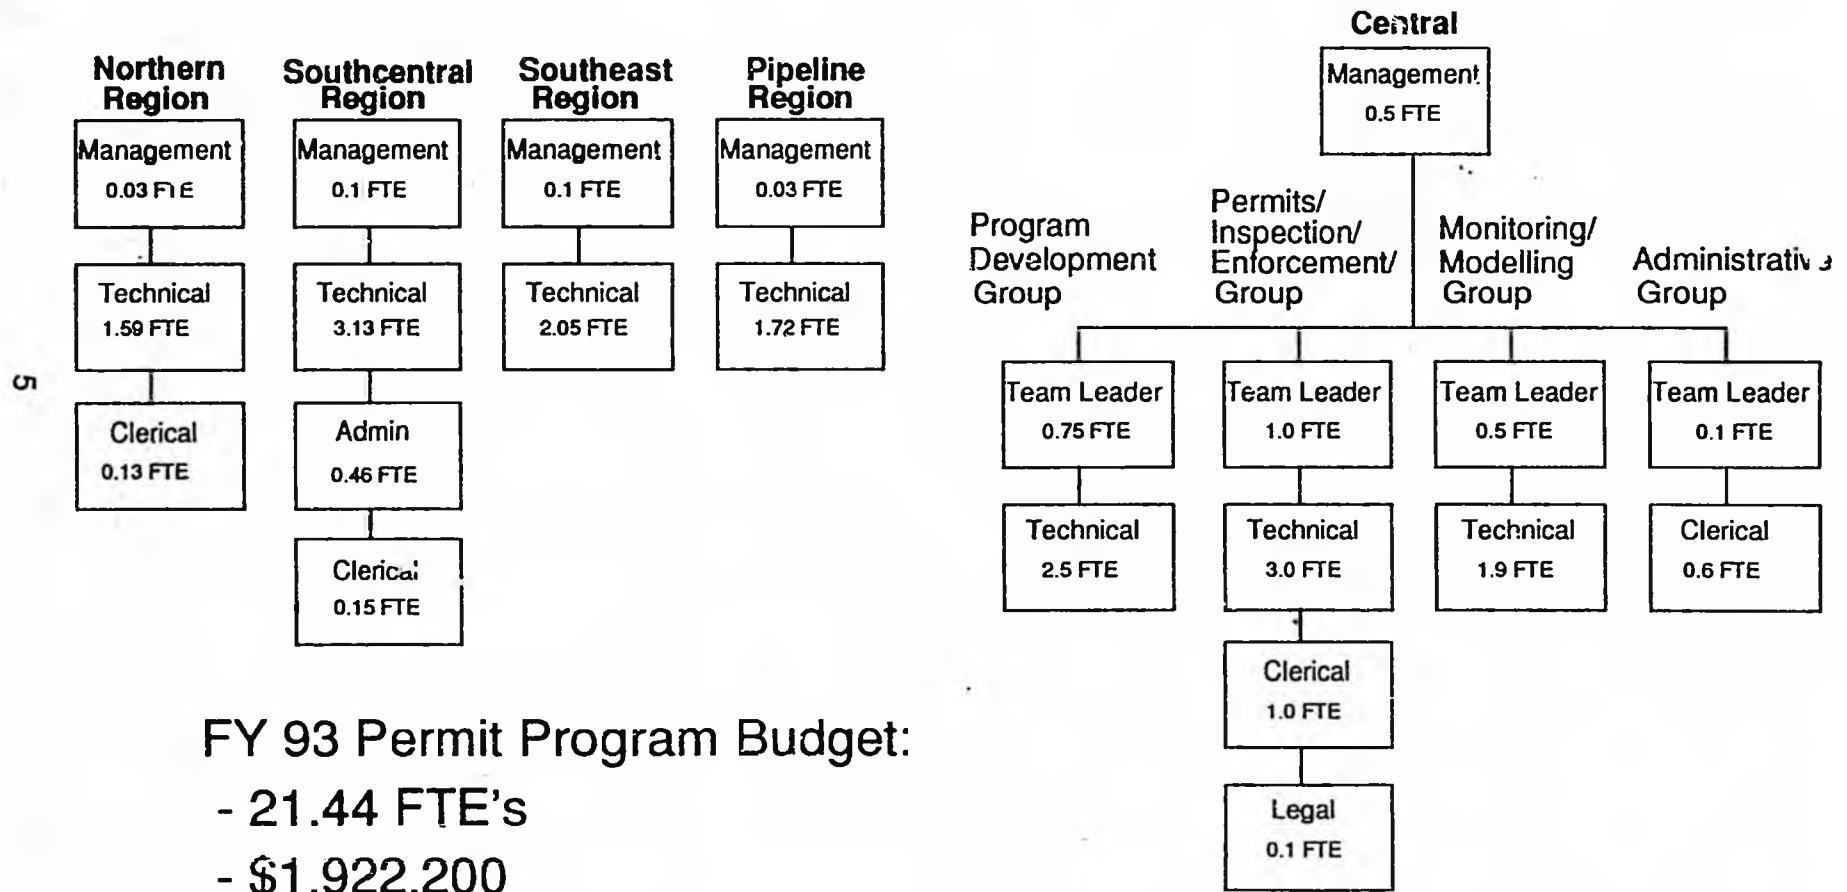 Northern
Region
Management
0.03 FTE
Technical
1.59 FTE
Clerical
0.13 FTE
Southcentral
Region
Management
0.1 FTE
Technical
3.13 FTE
Admin
0.46 FTE
Clerical
0.15 FTE
Southeast
Region
Management
0.1 FTE
Technical
2.05 FTE
Pipeline
Region
Management
0.03 FTE
Technical
1.72 FTE
Central
Management
0.5 FTE
Program
Development
Group
Team Leader
0.75 FTE
Technical
2.5 FTE
Permits/
Inspection/
Enforcement/
Group
Team Leader
1.0 FTE
Technical
3.0 FTE
Clerical
1.0 FTE
Legal
0.1 FTE
Monitoring/
Modelling
Group
Team Leader
0.5 FTE
Technical
1.9 FTE
Administrative
Group
Team Leader
0.1 FTE
Clerical
0.6 FTE
5
FY 93 Permit Program Budget:
- 21.44 FTE's
- $1,922,200